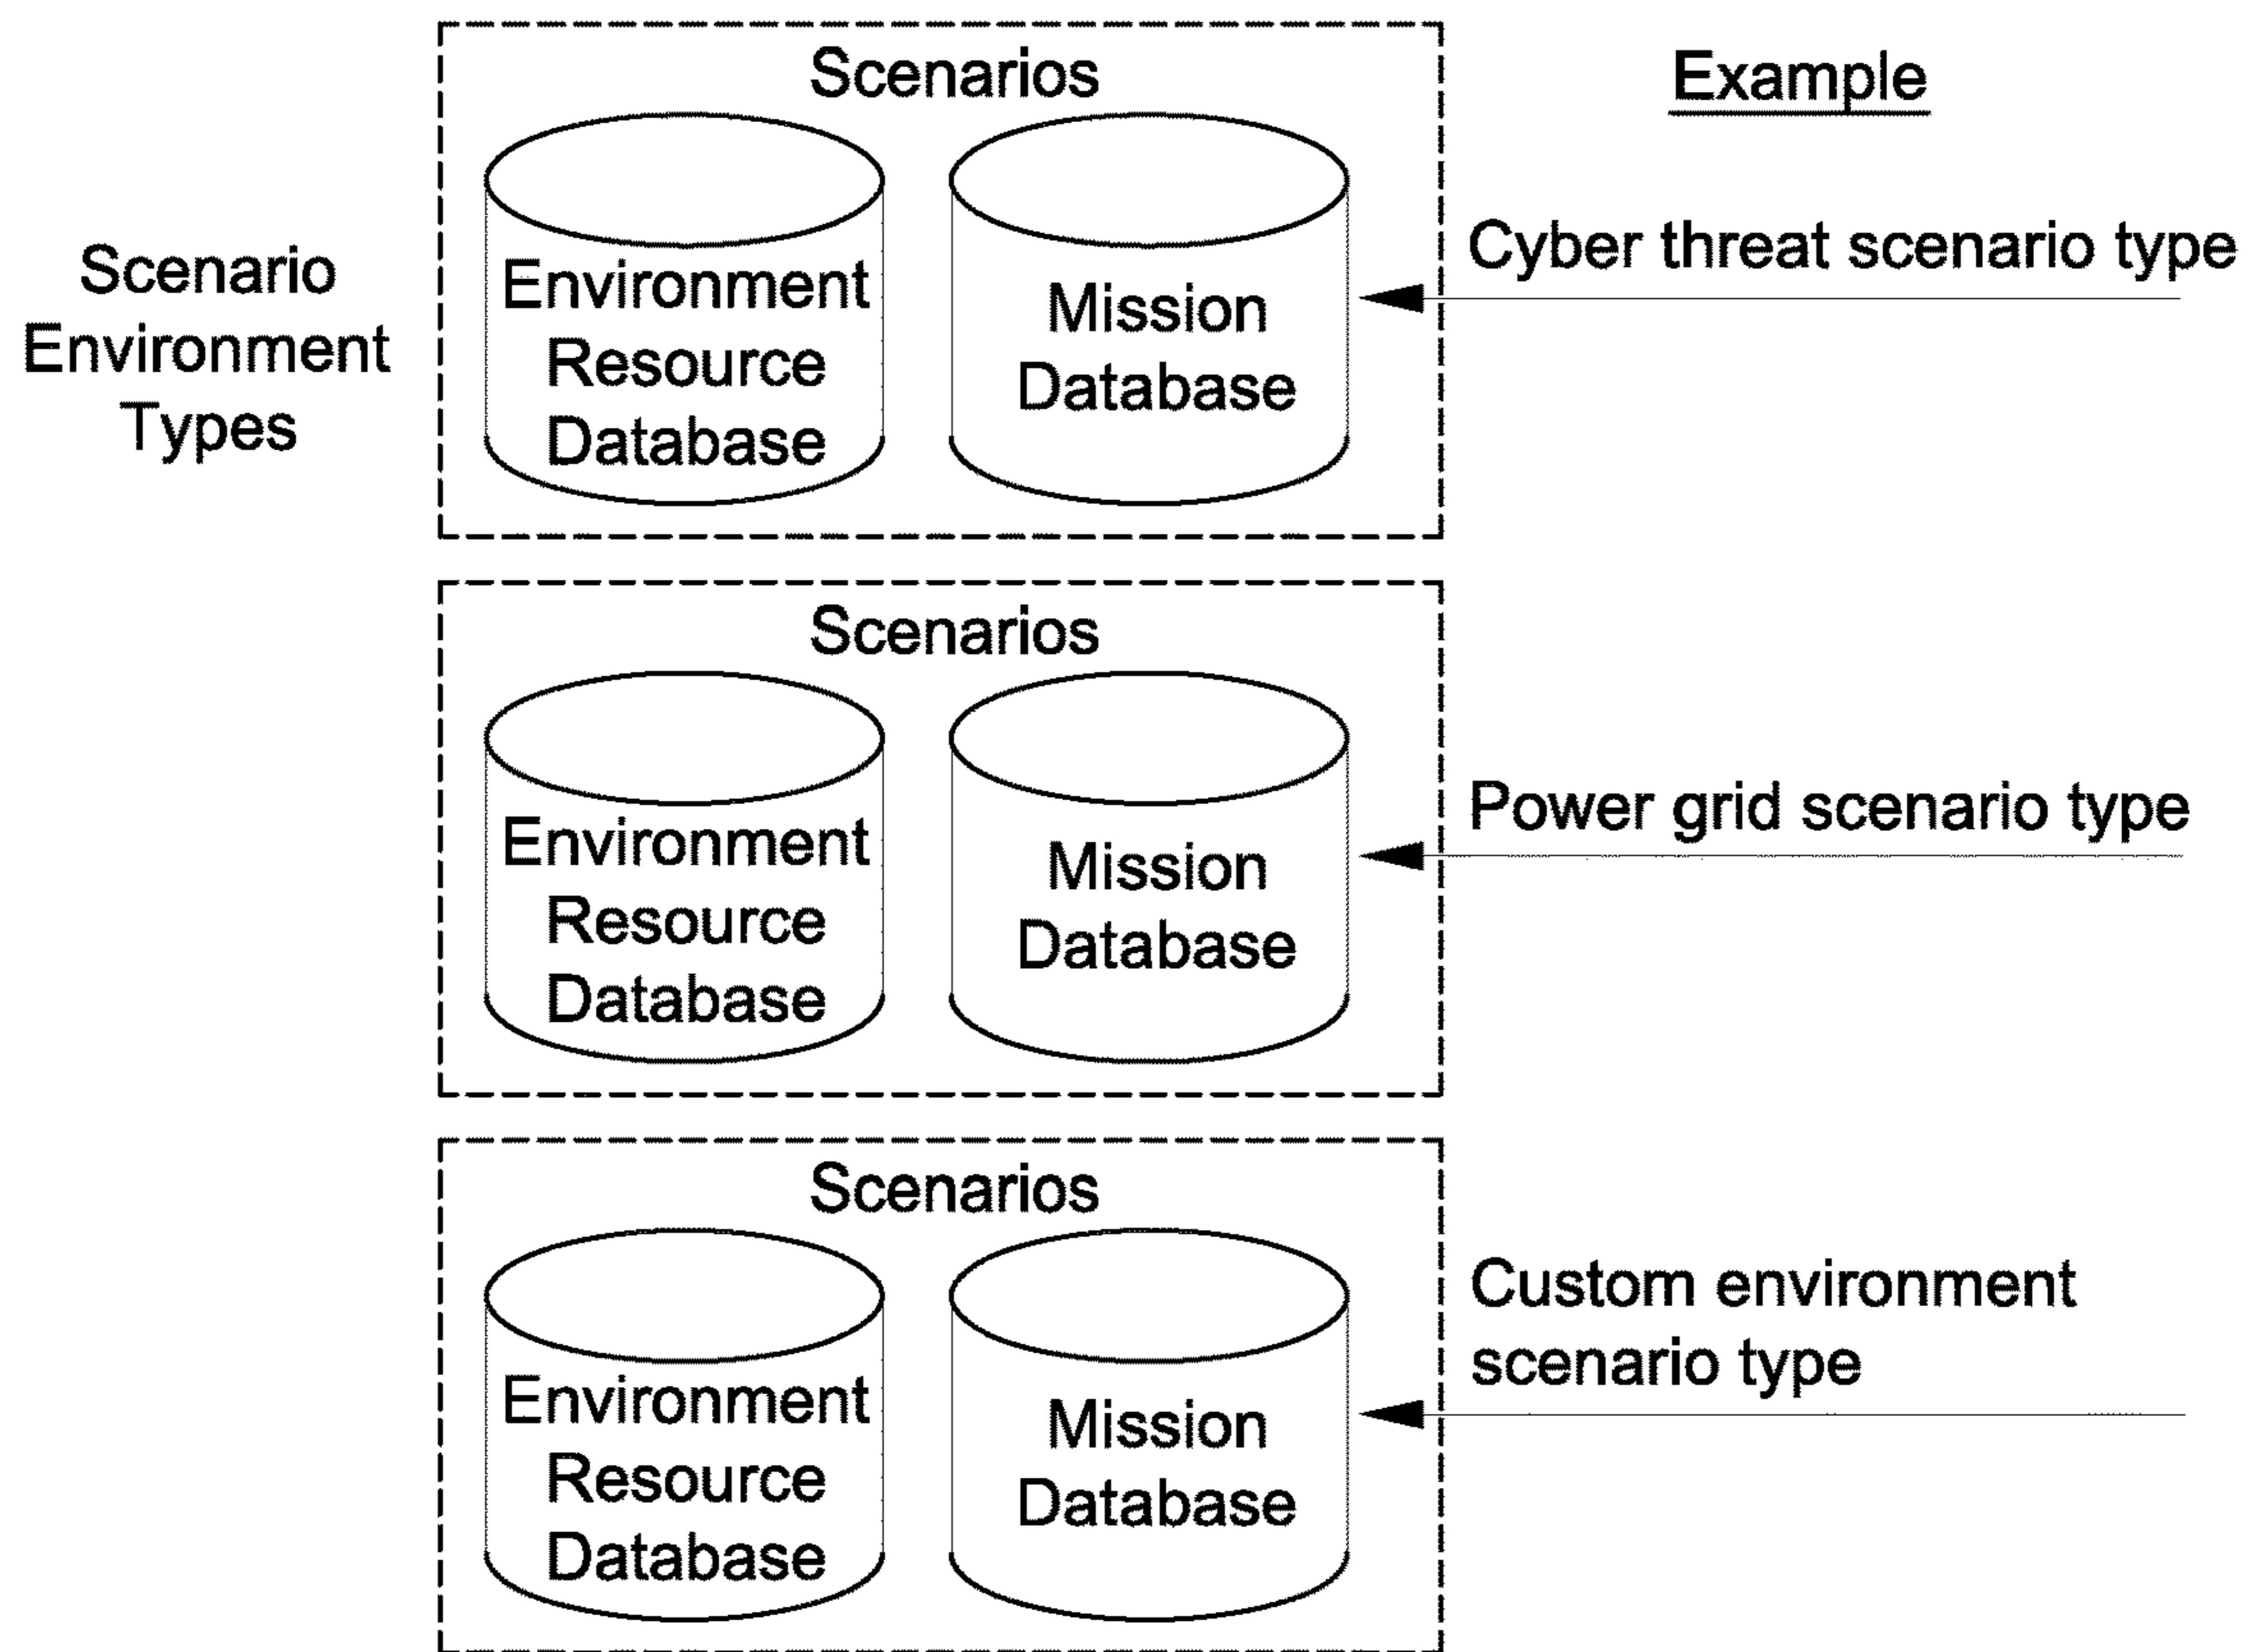 Scenario
Environment
Types
Scenarios
Environment
Resource
Database
Mission
Database
Example
Cyber threat scenario type
Scenarios
Environment
Resource
Database
Mission
Database
Power grid scenario type
Scenarios
Environment
Resource
Database
Mission
Database
Custom environment
scenario type